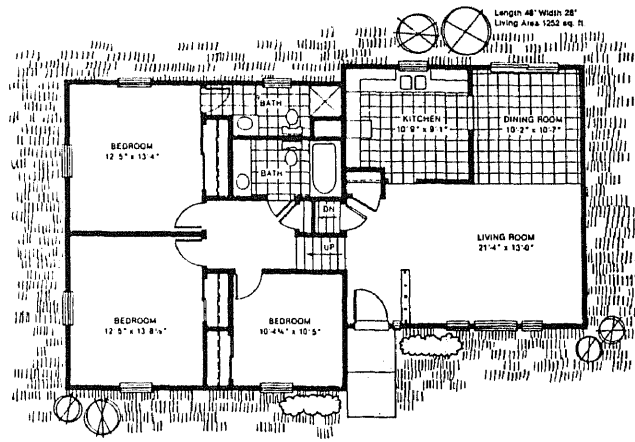 Length 48' Width 28'
Living Area 1252 sq. ft.
BATH
KITCHEN
10'9" x 9'1"
DINING ROOM
10'2" x 10'7"
BEDROOM
12'5" x 13'4"
BATH
DN
UP
LIVING ROOM
21'4" x 13'0"
BEDROOM
12'5" x 13'8½"
BEDROOM
10'4¼" x 10'5"